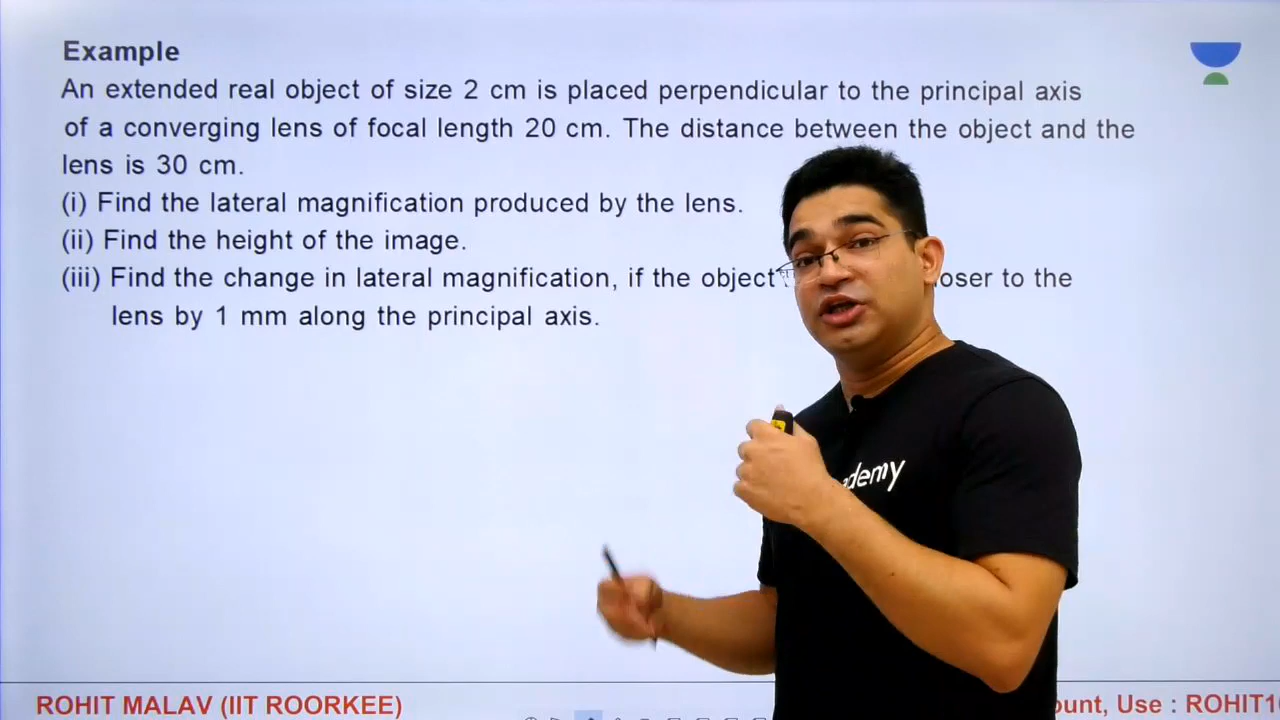 Example
An extended real object of size 2 cm is placed perpendicular to the principal axis
of a converging lens of focal length 20 cm. The distance between the object and the
lens is 30 cm.
(i) Find the lateral magnification produced by the lens.
(ii) Find the height of the image.
(iii) Find the change in lateral magnification, if the object oser to the
lens by 1 mm along the principal axis.
ademy
ROHIT MALAV (IIT ROORKEE)
ount, Use : ROHIT1